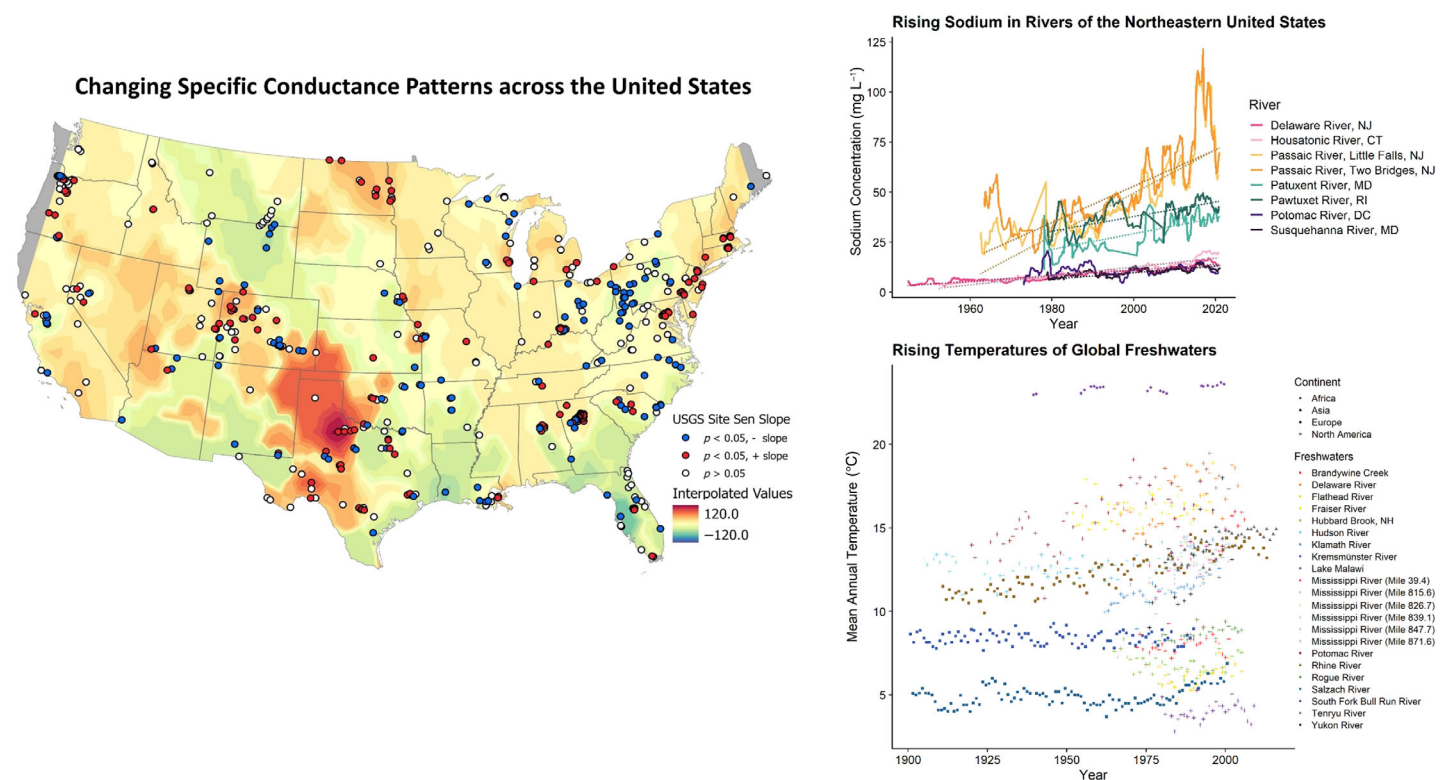 Changing Specific Conductance Patterns across the United States
USGS Site Sen Slope
p < 0.05, - slope
p < 0.05, + slope
p > 0.05
Interpolated Values
120.0
−120.0
Rising Sodium in Rivers of the Northeastern United States
Sodium Concentration (mg L⁻¹)
125
100
75
50
25
0
1960
1980
2000
2020
Year
River
Delaware River, NJ
Housatonic River, CT
Passaic River, Little Falls, NJ
Passaic River, Two Bridges, NJ
Patuxent River, MD
Pawtuxet River, RI
Potomac River, DC
Susquehanna River, MD
Rising Temperatures of Global Freshwaters
Mean Annual Temperature (°C)
20
15
10
5
1900
1925
1950
1975
2000
Year
Continent
Africa
Asia
Europe
North America
Freshwaters
Brandywine Creek
Delaware River
Flathead River
Fraiser River
Hubbard Brook, NH
Hudson River
Klamath River
Kremsmünster River
Lake Malawi
Mississippi River (Mile 39.4)
Mississippi River (Mile 815.6)
Mississippi River (Mile 826.7)
Mississippi River (Mile 839.1)
Mississippi River (Mile 847.7)
Mississippi River (Mile 871.6)
Potomac River
Rhine River
Rogue River
Salzach River
South Fork Bull Run River
Tenryu River
Yukon River